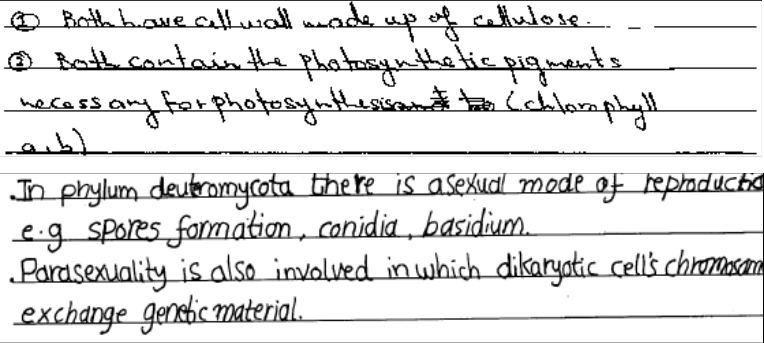 ① Both have cell wall made up of cellulose.
② Both contain the photosynthetic pigments
necessary for photosynthesis (chlorophyll
a, b)
.In phylum deutromycota there is asexual mode of reproductio
e.g spores formation, conidia, basidium.
.Parasexuality is also involved in which dikaryotic cell's chromosom
exchange genetic material.